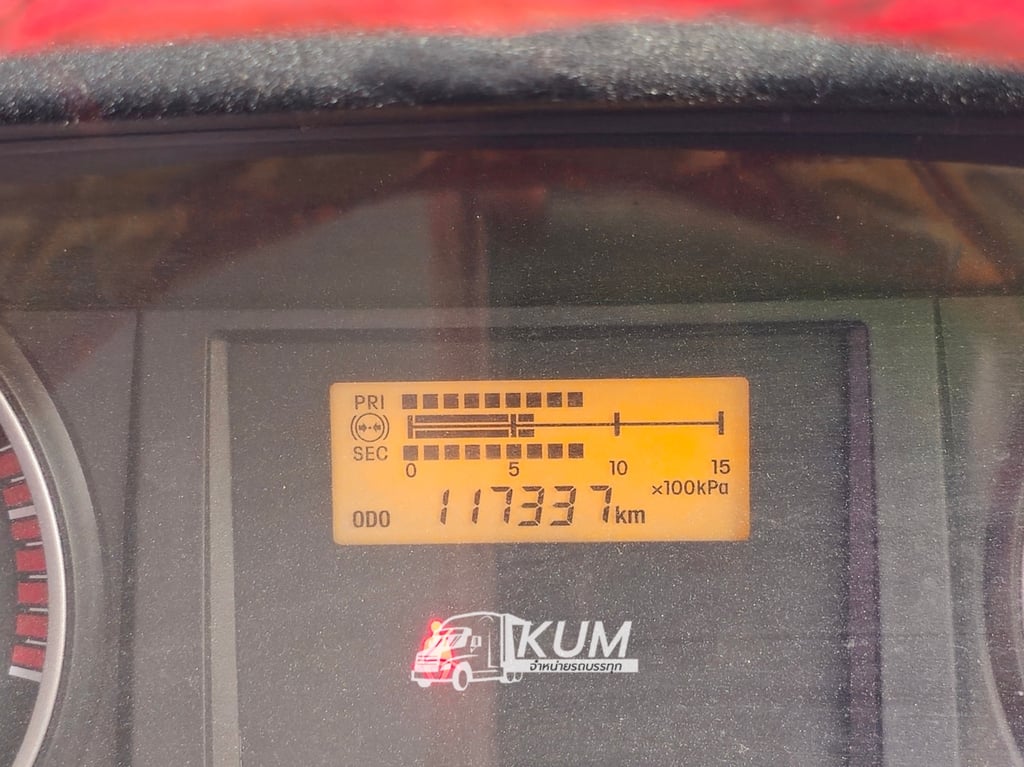 PRI
SEC
0 5 10 15
×100kPa
ODO 117337km
KUM
จำหน่ายรถบรรทุก